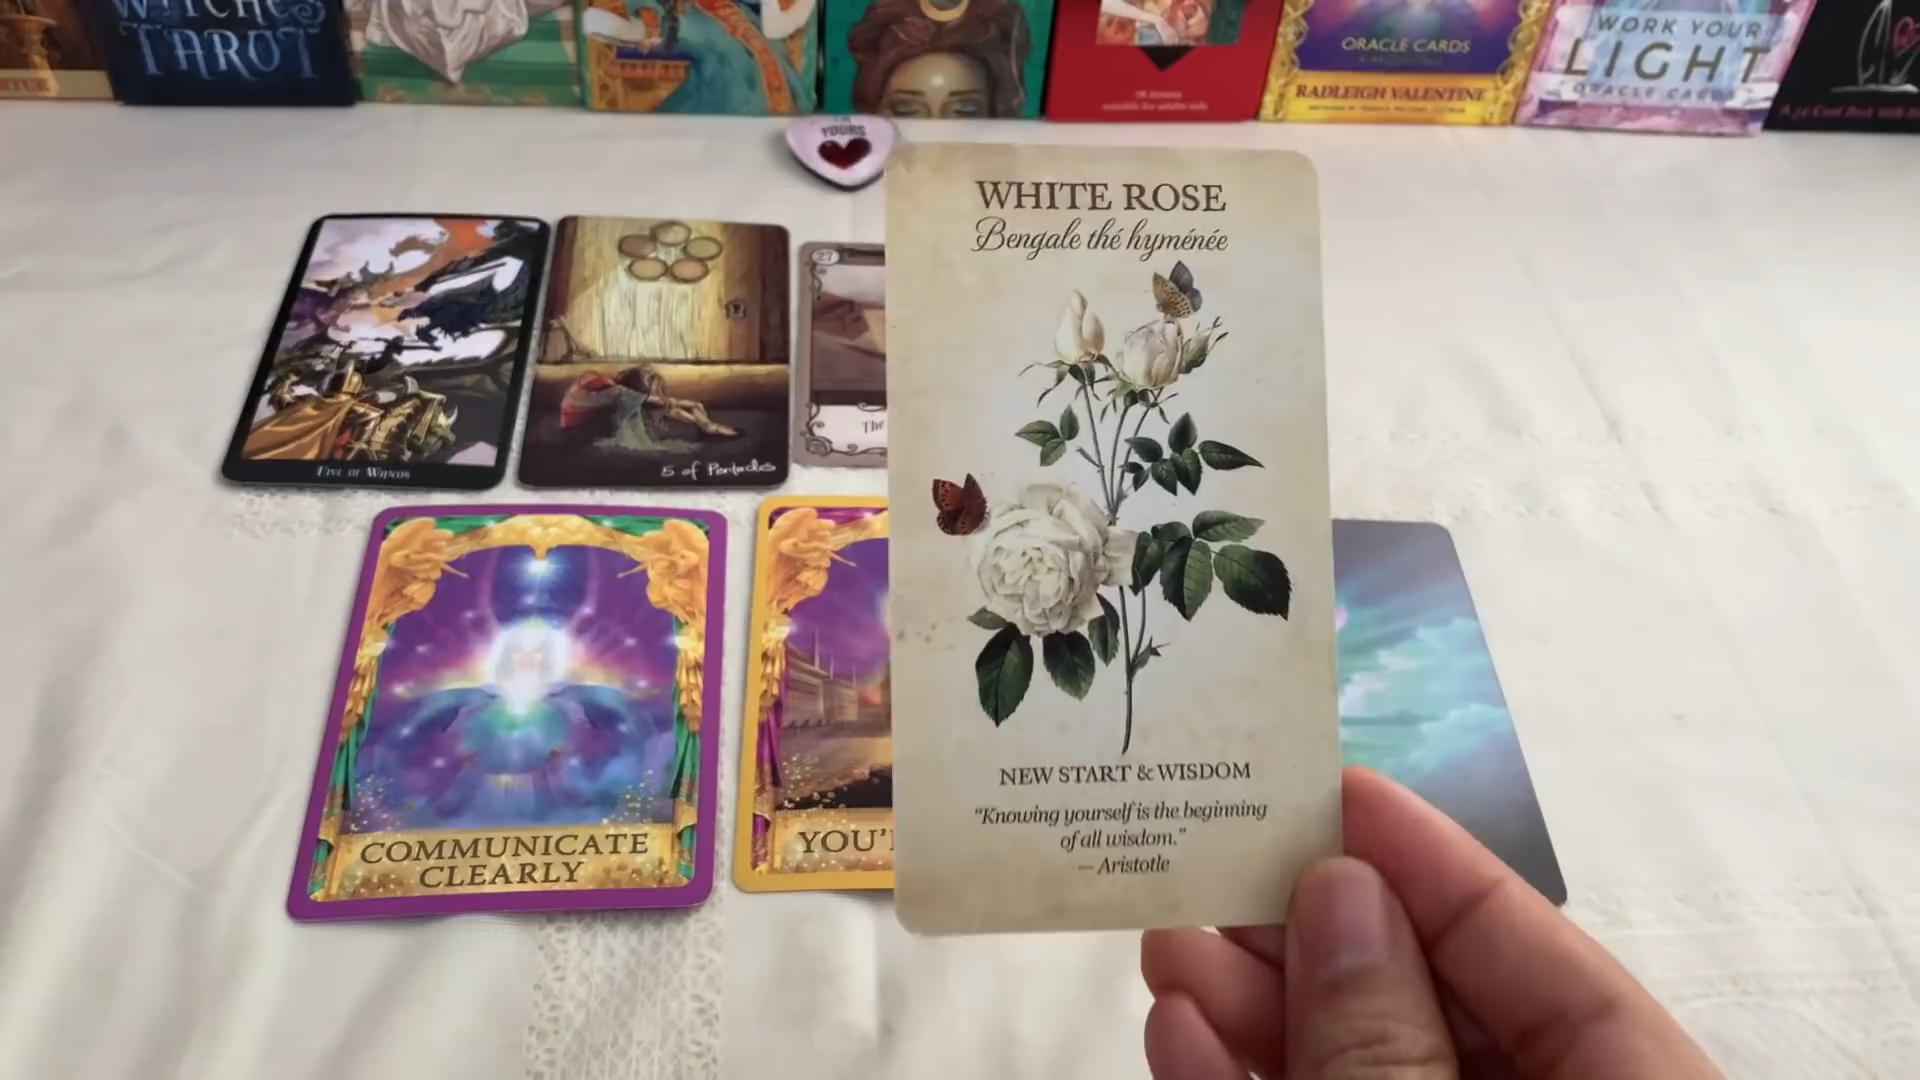 WITCHES
TAROT
ORACLE CARDS
RADLEIGH VALENTINE
WORK YOUR
LIGHT
ORACLE CARDS
YOURS
27
WHITE ROSE
Bengale thé hyménée
FIVE OF WANDS
5 of Pentacles
The
NEW START & WISDOM
“Knowing yourself is the beginning
of all wisdom.”
— Aristotle
COMMUNICATE
CLEARLY
YOU'